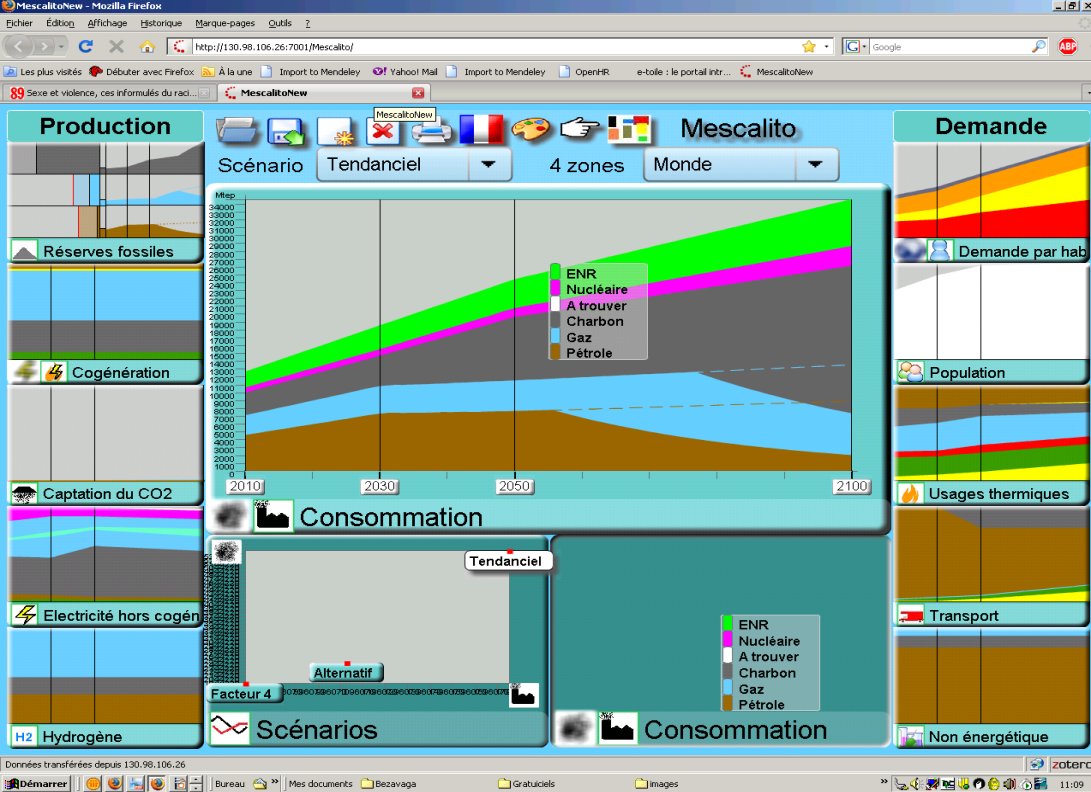 MescalitoNew - Mozilla Firefox
Fichier Édition Affichage Historique Marque-pages Outils ?
http://130.98.106.26:7001/Mescalito/
G Google
ABP
Les plus visités Débuter avec Firefox À la une Import to Mendeley Yahoo! Mail Import to Mendeley OpenHR e-toile : le portail intr... MescalitoNew
89 Sexe et violence, ces informulés du raci... MescalitoNew
MescalitoNew
Production
Mescalito
Demande
Scénario Tendanciel 4 zones Monde
Mtep
34000
33000
32000
31000
30000
29000
28000
27000
26000
25000
24000
23000
22000
21000
20000
19000
18000
17000
16000
15000
14000
13000
12000
11000
10000
9000
8000
7000
6000
5000
4000
3000
2000
1000
0
ENR
Nucléaire
A trouver
Charbon
Gaz
Pétrole
2010 2030 2050 2100
Consommation
Réserves fossiles
Cogénération
Captation du CO2
Electricité hors cogén
H2 Hydrogène
Demande par hab
Population
Usages thermiques
Transport
Non énergétique
Tendanciel
Alternatif
Facteur 4
Scénarios
ENR
Nucléaire
A trouver
Charbon
Gaz
Pétrole
Consommation
Données transférées depuis 130.98.106.26
zotero
Démarrer Bureau » Mes documents Bezavaga Gratuiciels images » 11:09